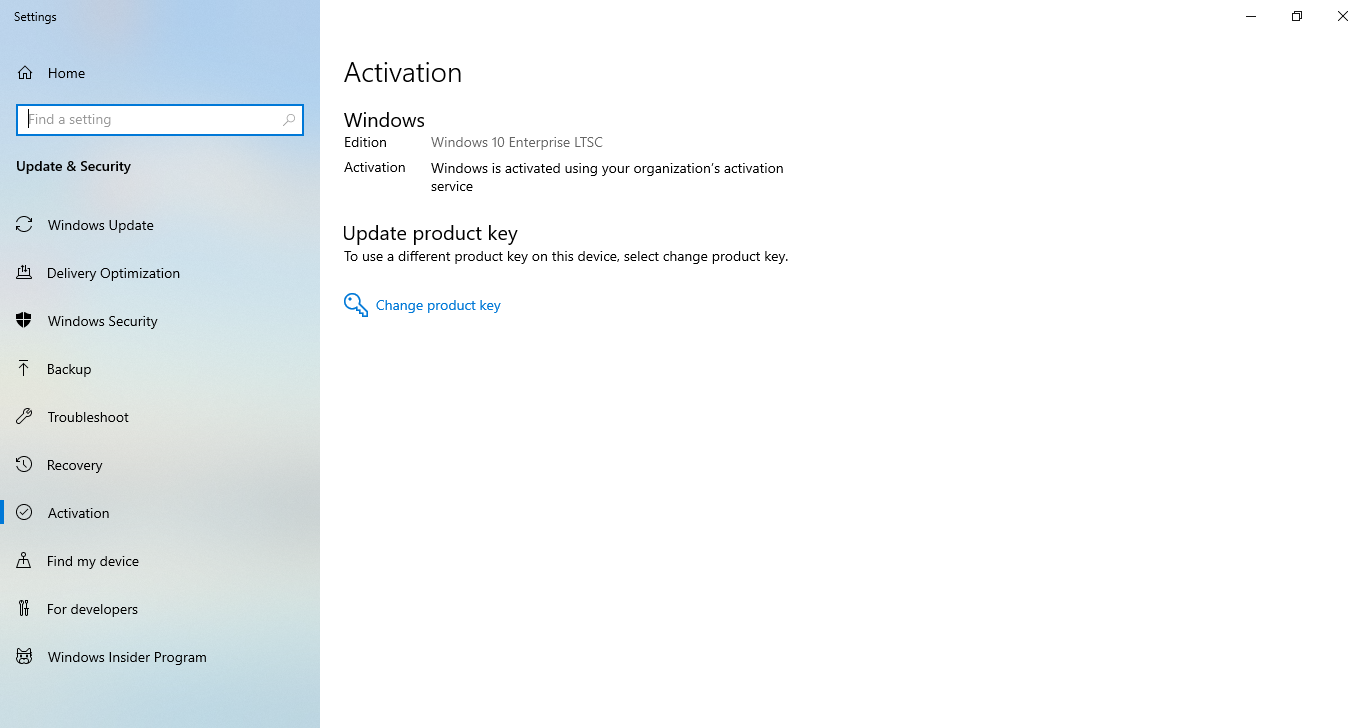 Settings
Home
Find a setting
Update & Security
Windows Update
Delivery Optimization
Windows Security
Backup
Troubleshoot
Recovery
Activation
Find my device
For developers
Windows Insider Program
Activation
Windows
Edition Windows 10 Enterprise LTSC
Activation Windows is activated using your organization’s activation
service
Update product key
To use a different product key on this device, select change product key.
Change product key